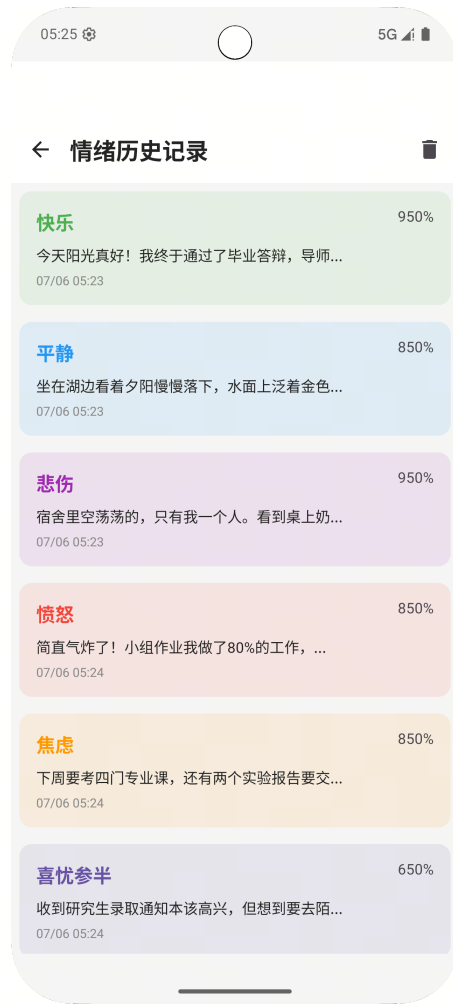 05:25
5G
情绪历史记录
快乐
950%
今天阳光真好！我终于通过了毕业答辩，导师...
07/06 05:23
平静
850%
坐在湖边看着夕阳慢慢落下，水面上泛着金色...
07/06 05:23
悲伤
950%
宿舍里空荡荡的，只有我一个人。看到桌上奶...
07/06 05:23
愤怒
850%
简直气炸了！小组作业我做了80%的工作，...
07/06 05:24
焦虑
850%
下周要考四门专业课，还有两个实验报告要交...
07/06 05:24
喜忧参半
650%
收到研究生录取通知本该高兴，但想到要去陌...
07/06 05:24